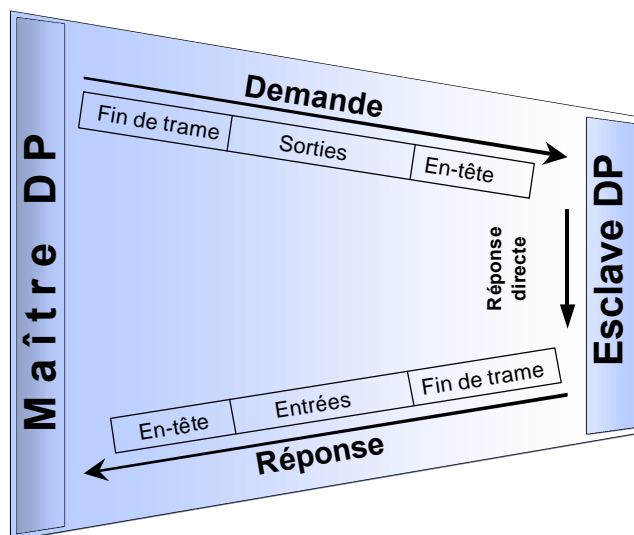 Maître DP
Demande
Fin de trame
Sorties
En-tête
Réponse
directe
Esclave DP
En-tête
Entrées
Fin de trame
Réponse